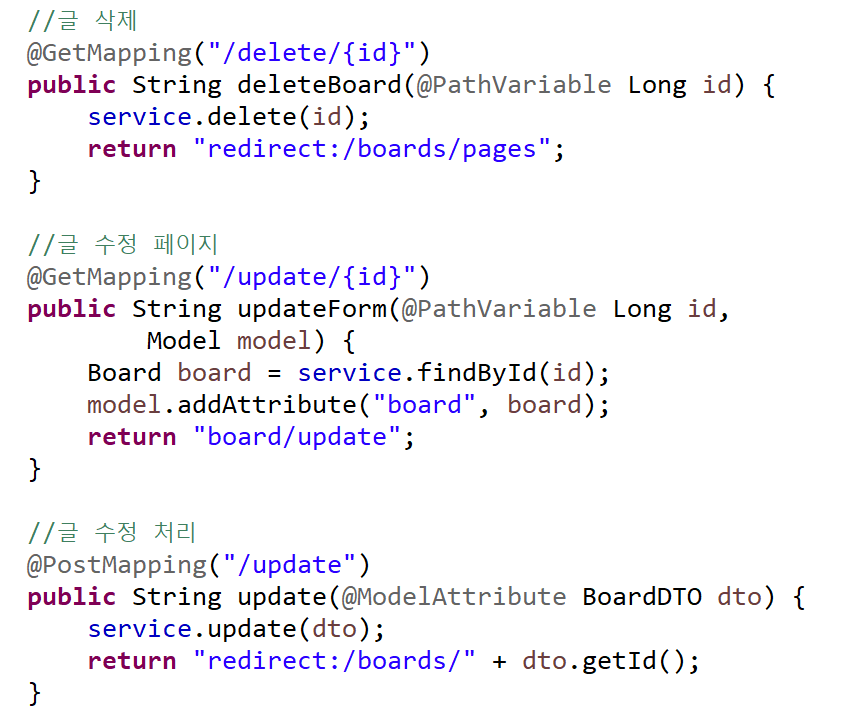 //글 삭제
@GetMapping("/delete/{id}")
public String deleteBoard(@PathVariable Long id) {
    service.delete(id);
    return "redirect:/boards/pages";
}

//글 수정 페이지
@GetMapping("/update/{id}")
public String updateForm(@PathVariable Long id,
        Model model) {
    Board board = service.findById(id);
    model.addAttribute("board", board);
    return "board/update";
}

//글 수정 처리
@PostMapping("/update")
public String update(@ModelAttribute BoardDTO dto) {
    service.update(dto);
    return "redirect:/boards/" + dto.getId();
}